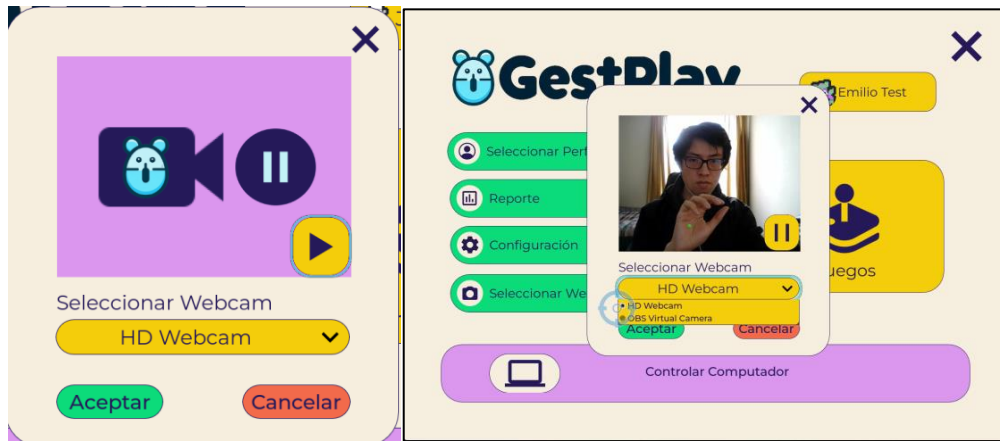 Seleccionar Webcam
HD Webcam
Aceptar
Cancelar
GestPlay
Emilio Test
Seleccionar Perf
Reporte
Configuración
Seleccionar We
Seleccionar Webcam
HD Webcam
HD Webcam
OBS Virtual Camera
Aceptar
Cancelar
uegos
Controlar Computador